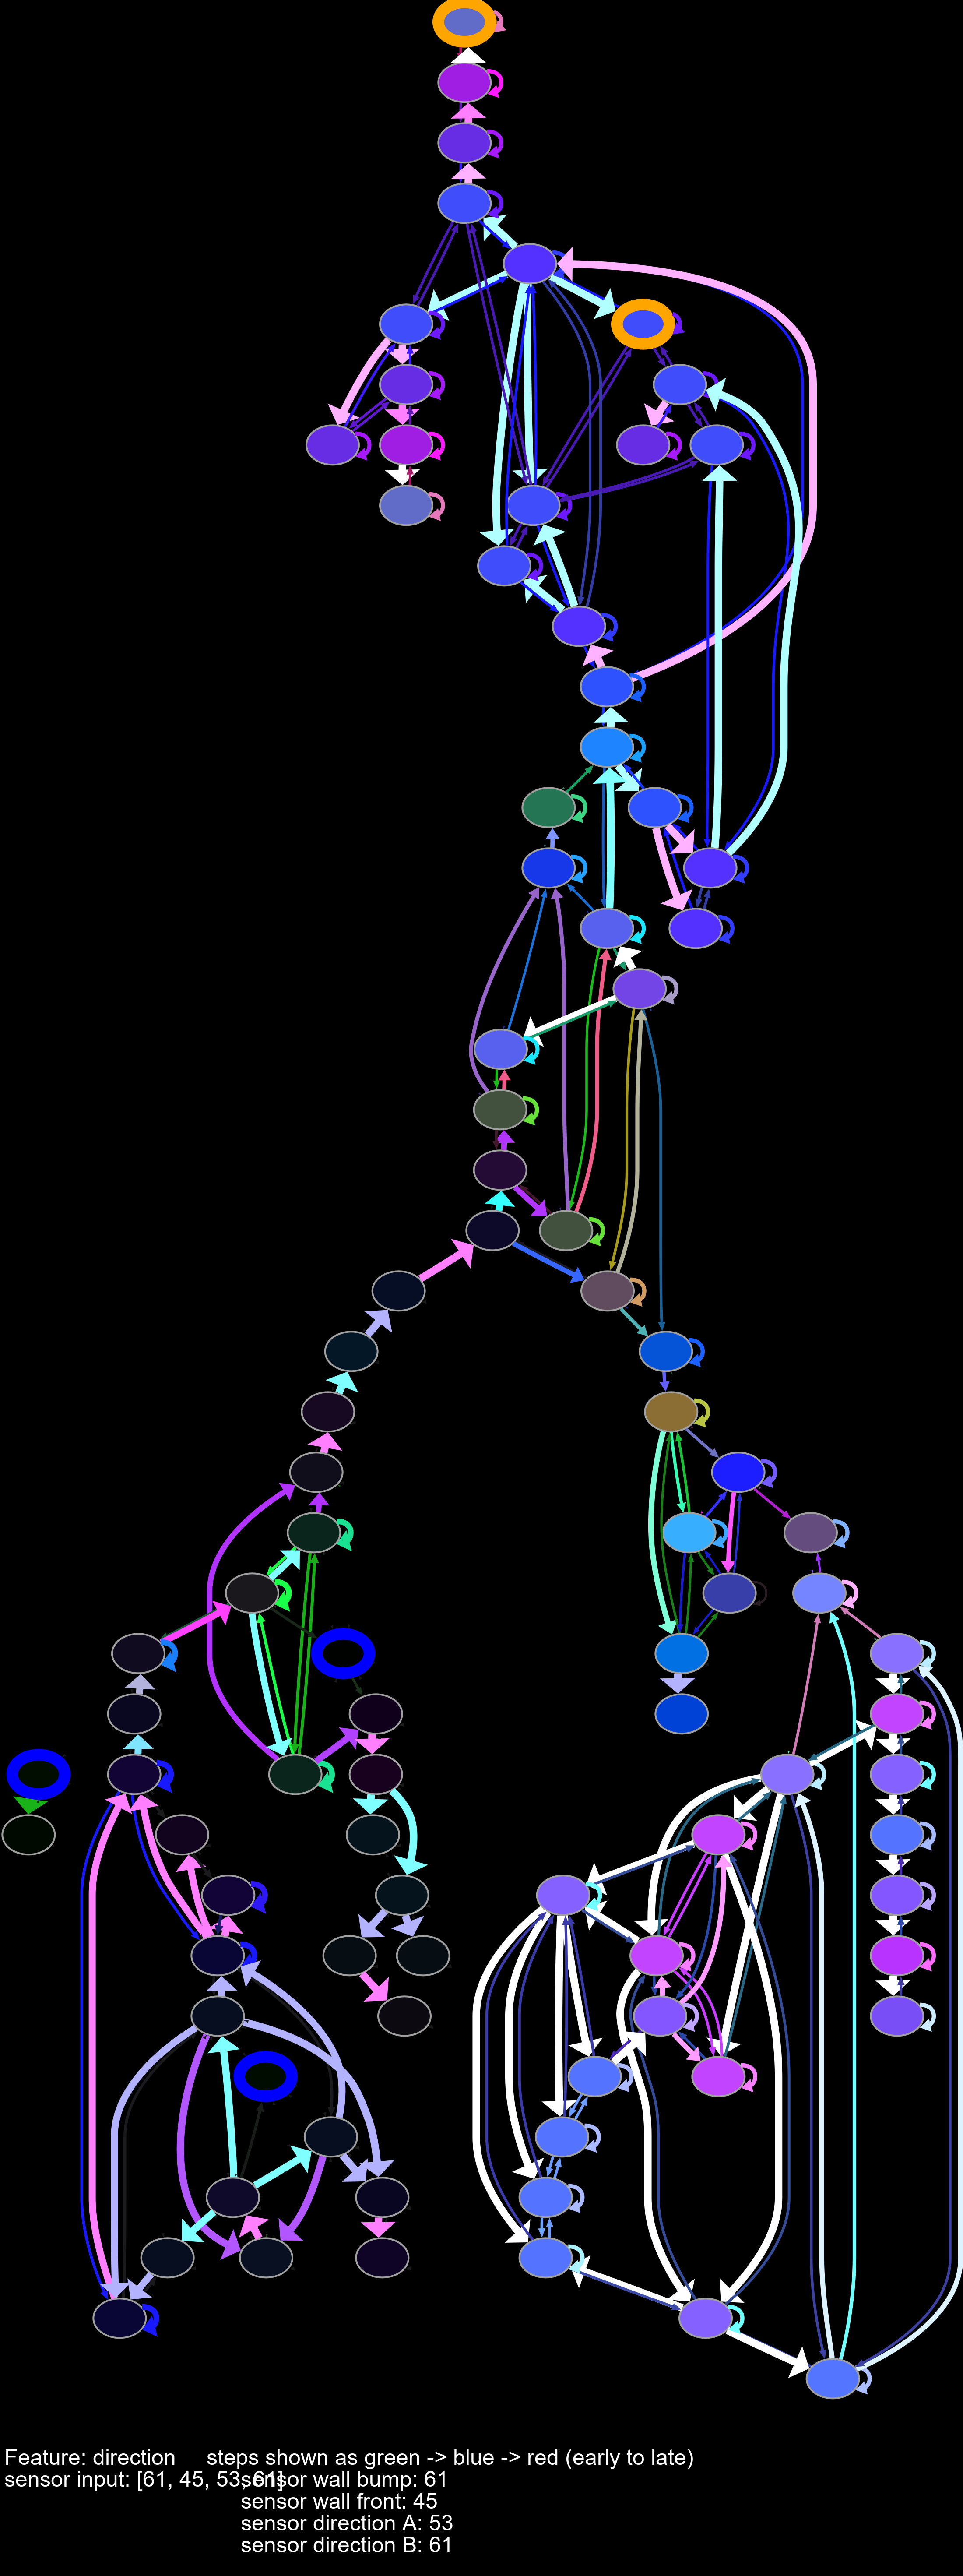 Feature: direction steps shown as green -> blue -> red (early to late)
sensor input: [61, 45, 53, 61]
sensor wall bump: 61
sensor wall front: 45
sensor direction A: 53
sensor direction B: 61